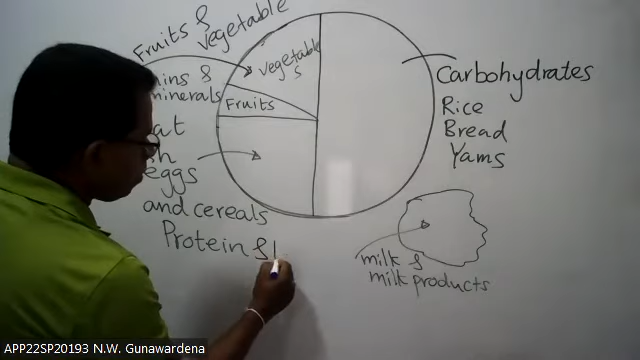 Fruits &
vegetable
vegetable
s
minerals
Fruits
eggs
and cereals
Protein &
Carbohydrates
Rice
Bread
Yams
milk &
milk products
APP22SP20193 N.W. Gunawardena